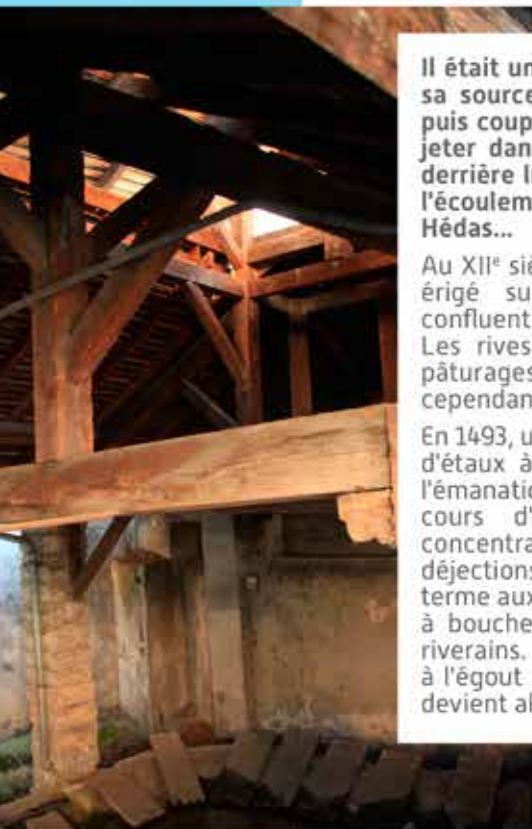 Il était un
sa source
puis coup
jeter dan
derrière l
l'écoulem
Hédas...
Au XIIᵉ siè
érigé su
confluent
Les rives
pâturages
cependan
En 1493, u
d'étaux à
l'émanatio
cours d'
concentra
déjections
terme aux
à bouche
riverains.
à l'égout
devient al